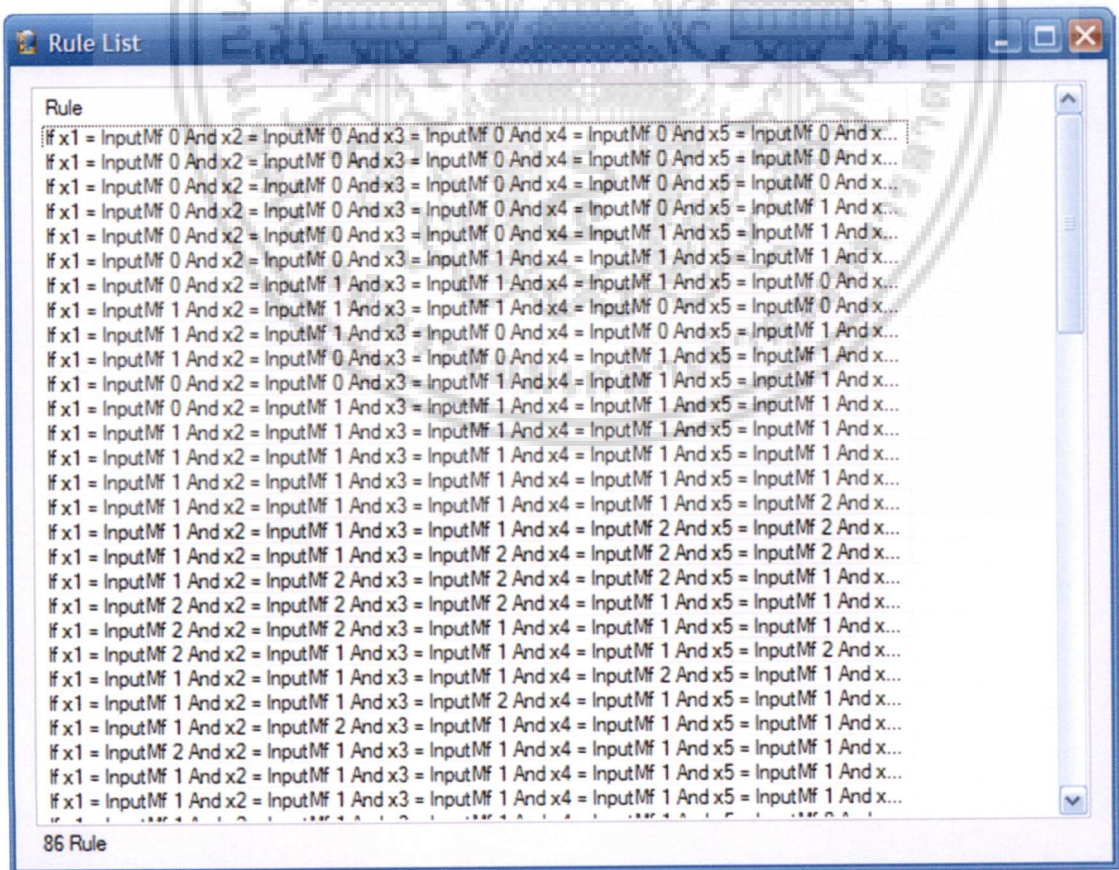 Rule List
Rule
If x1 = InputMf 0 And x2 = InputMf 0 And x3 = InputMf 0 And x4 = InputMf 0 And x5 = InputMf 0 And x...
If x1 = InputMf 0 And x2 = InputMf 0 And x3 = InputMf 0 And x4 = InputMf 0 And x5 = InputMf 0 And x...
If x1 = InputMf 0 And x2 = InputMf 0 And x3 = InputMf 0 And x4 = InputMf 0 And x5 = InputMf 0 And x...
If x1 = InputMf 0 And x2 = InputMf 0 And x3 = InputMf 0 And x4 = InputMf 0 And x5 = InputMf 1 And x...
If x1 = InputMf 0 And x2 = InputMf 0 And x3 = InputMf 0 And x4 = InputMf 1 And x5 = InputMf 1 And x...
If x1 = InputMf 0 And x2 = InputMf 0 And x3 = InputMf 1 And x4 = InputMf 1 And x5 = InputMf 1 And x...
If x1 = InputMf 0 And x2 = InputMf 1 And x3 = InputMf 1 And x4 = InputMf 1 And x5 = InputMf 0 And x...
If x1 = InputMf 1 And x2 = InputMf 1 And x3 = InputMf 1 And x4 = InputMf 0 And x5 = InputMf 0 And x...
If x1 = InputMf 1 And x2 = InputMf 1 And x3 = InputMf 0 And x4 = InputMf 0 And x5 = InputMf 1 And x...
If x1 = InputMf 1 And x2 = InputMf 0 And x3 = InputMf 0 And x4 = InputMf 1 And x5 = InputMf 1 And x...
If x1 = InputMf 0 And x2 = InputMf 0 And x3 = InputMf 1 And x4 = InputMf 1 And x5 = InputMf 1 And x...
If x1 = InputMf 0 And x2 = InputMf 1 And x3 = InputMf 1 And x4 = InputMf 1 And x5 = InputMf 1 And x...
If x1 = InputMf 1 And x2 = InputMf 1 And x3 = InputMf 1 And x4 = InputMf 1 And x5 = InputMf 1 And x...
If x1 = InputMf 1 And x2 = InputMf 1 And x3 = InputMf 1 And x4 = InputMf 1 And x5 = InputMf 1 And x...
If x1 = InputMf 1 And x2 = InputMf 1 And x3 = InputMf 1 And x4 = InputMf 1 And x5 = InputMf 1 And x...
If x1 = InputMf 1 And x2 = InputMf 1 And x3 = InputMf 1 And x4 = InputMf 1 And x5 = InputMf 2 And x...
If x1 = InputMf 1 And x2 = InputMf 1 And x3 = InputMf 1 And x4 = InputMf 2 And x5 = InputMf 2 And x...
If x1 = InputMf 1 And x2 = InputMf 1 And x3 = InputMf 2 And x4 = InputMf 2 And x5 = InputMf 2 And x...
If x1 = InputMf 1 And x2 = InputMf 2 And x3 = InputMf 2 And x4 = InputMf 2 And x5 = InputMf 1 And x...
If x1 = InputMf 2 And x2 = InputMf 2 And x3 = InputMf 2 And x4 = InputMf 1 And x5 = InputMf 1 And x...
If x1 = InputMf 2 And x2 = InputMf 2 And x3 = InputMf 1 And x4 = InputMf 1 And x5 = InputMf 1 And x...
If x1 = InputMf 2 And x2 = InputMf 1 And x3 = InputMf 1 And x4 = InputMf 1 And x5 = InputMf 2 And x...
If x1 = InputMf 1 And x2 = InputMf 1 And x3 = InputMf 1 And x4 = InputMf 2 And x5 = InputMf 1 And x...
If x1 = InputMf 1 And x2 = InputMf 1 And x3 = InputMf 2 And x4 = InputMf 1 And x5 = InputMf 1 And x...
If x1 = InputMf 1 And x2 = InputMf 2 And x3 = InputMf 1 And x4 = InputMf 1 And x5 = InputMf 1 And x...
If x1 = InputMf 2 And x2 = InputMf 1 And x3 = InputMf 1 And x4 = InputMf 1 And x5 = InputMf 1 And x...
If x1 = InputMf 1 And x2 = InputMf 1 And x3 = InputMf 1 And x4 = InputMf 1 And x5 = InputMf 1 And x...
If x1 = InputMf 1 And x2 = InputMf 1 And x3 = InputMf 1 And x4 = InputMf 1 And x5 = InputMf 1 And x...
86 Rule